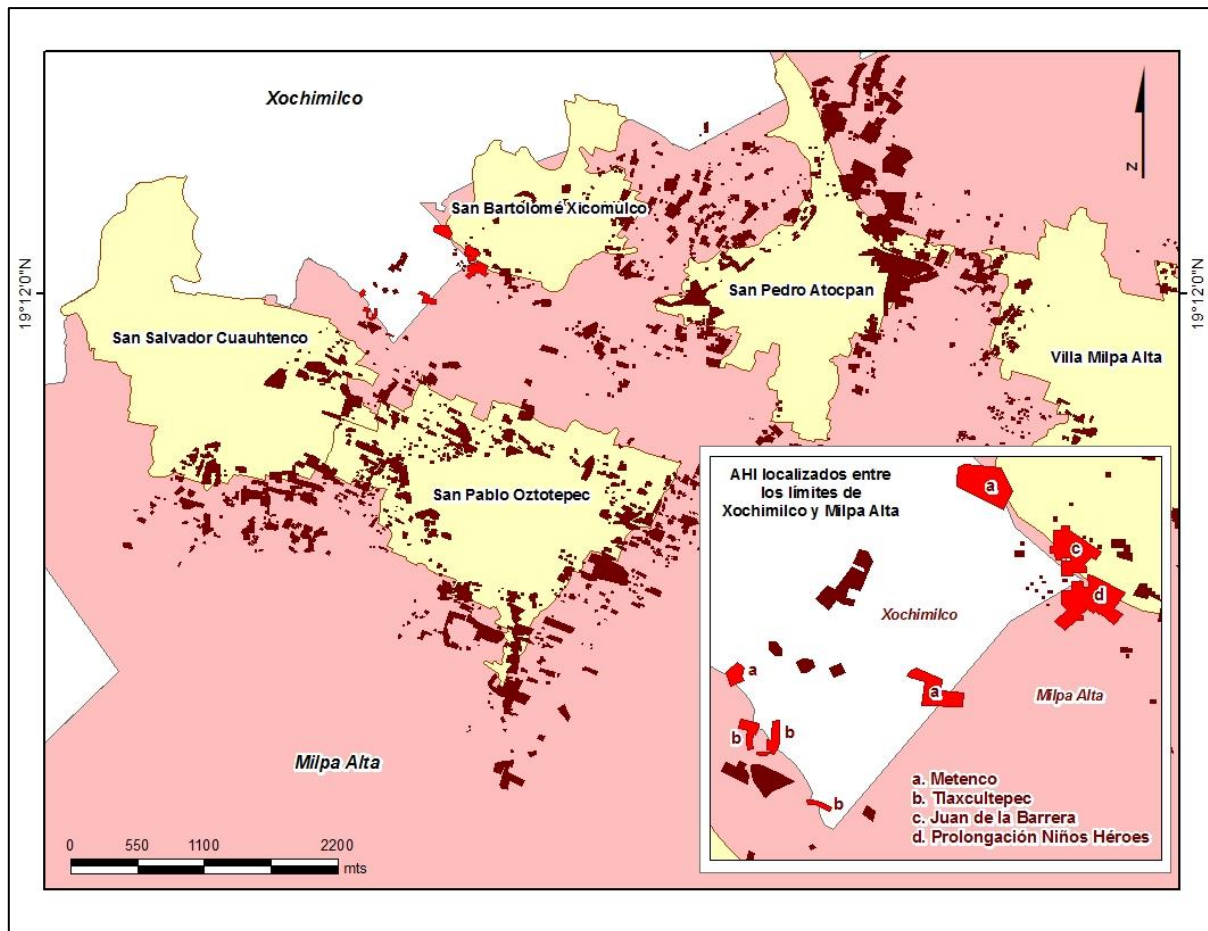 Xochimilco
N
San Bartolomé Xicomulco
19°12'0"N
19°12'0"N
San Pedro Atocpan
San Salvador Cuauhtenco
Villa Milpa Alta
San Pablo Oztotepec
Milpa Alta
0 550 1100 2200
mts
AHI localizados entre
los límites de
Xochimilco y Milpa Alta
a
c
d
Xochimilco
a
a
Milpa Alta
b
b
b
a. Metenco
b. Tlaxcultepec
c. Juan de la Barrera
d. Prolongación Niños Héroes